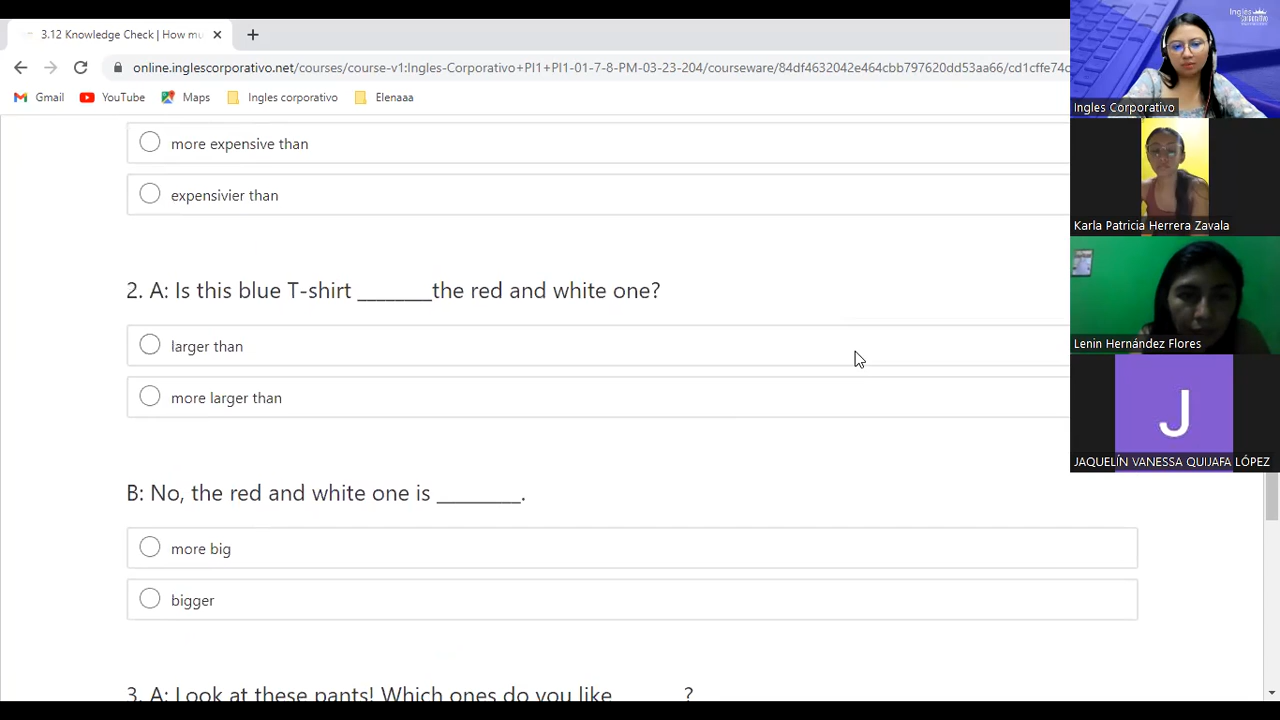 3.12 Knowledge Check | How mu
online.inglescorporativo.net/courses/course-v1:Ingles-Corporativo+PI1+PI1-01-7-8-PM-03-23-204/courseware/84df4632042e464cbb797620dd53aa66/cd1cffe74c
Gmail
YouTube
Maps
Ingles corporativo
Elenaaa
more expensive than
expensivier than
2. A: Is this blue T-shirt ________the red and white one?
larger than
more larger than
B: No, the red and white one is ________.
more big
bigger
3. A: Look at these pants! Which ones do you like ______?
Ingles Corporativo
Karla Patricia Herrera Zavala
Lenin Hernández Flores
J
JAQUELÍN VANESSA QUIJAFA LÓPEZ